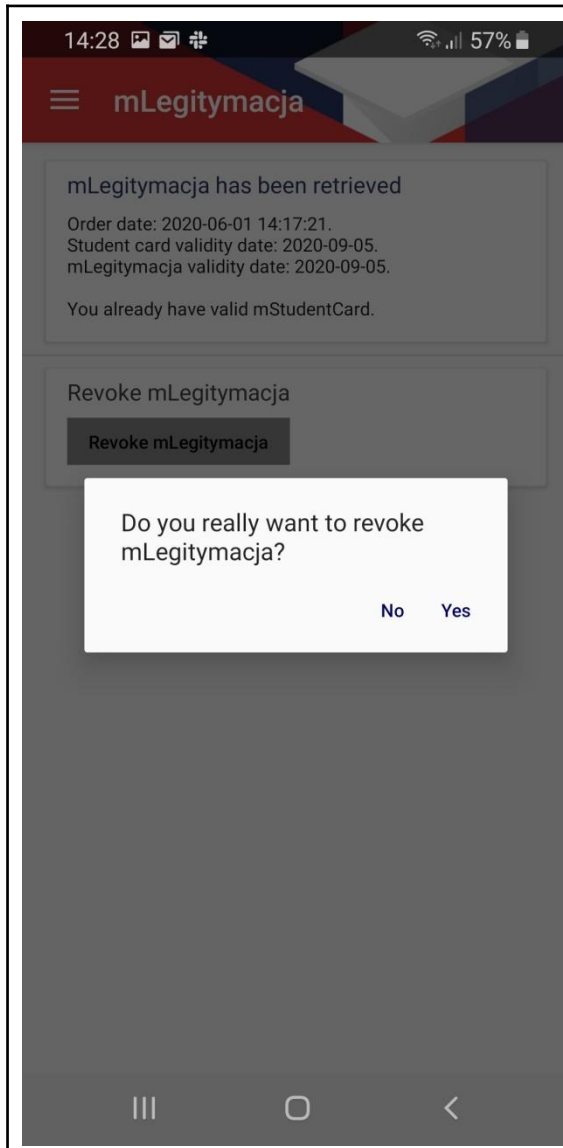 14:28
57%
mLegitymacja
mLegitymacja has been retrieved
Order date: 2020-06-01 14:17:21.
Student card validity date: 2020-09-05.
mLegitymacja validity date: 2020-09-05.
You already have valid mStudentCard.
Revoke mLegitymacja
Revoke mLegitymacja
Do you really want to revoke
mLegitymacja?
No Yes